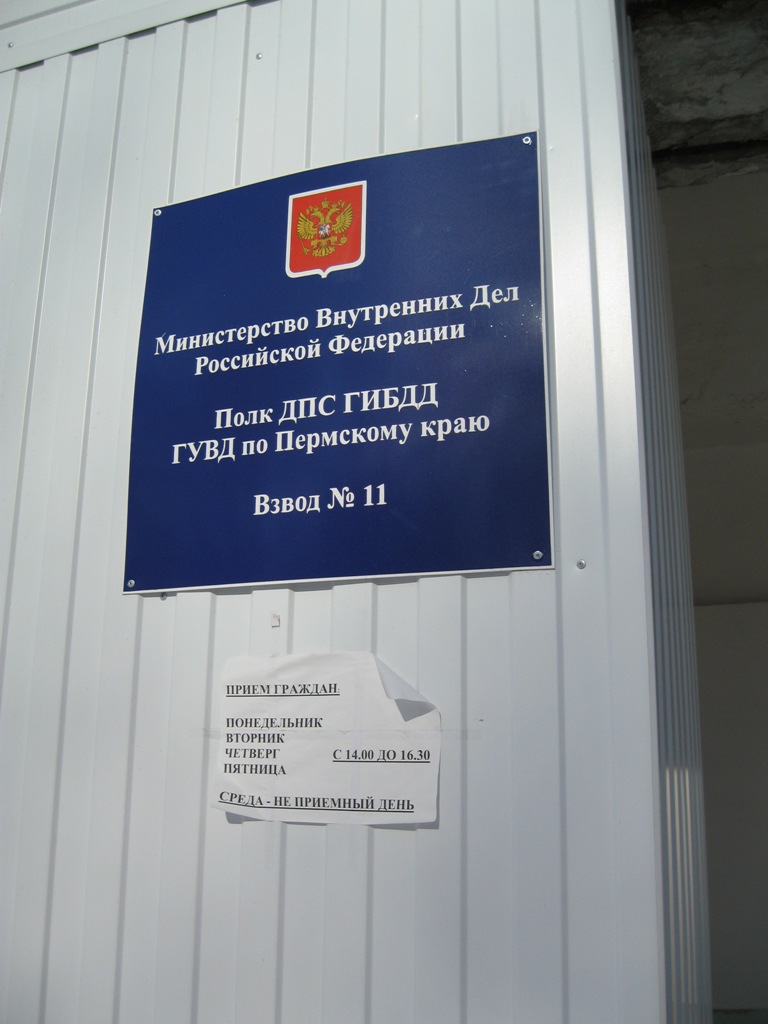 Министерство Внутренних Дел
Российской Федерации
Полк ДПС ГИБДД
ГУВД по Пермскому краю
Взвод № 11
ПРИЕМ ГРАЖДАН:
ПОНЕДЕЛЬНИК
ВТОРНИК
ЧЕТВЕРГ С 14.00 ДО 16.30
ПЯТНИЦА
СРЕДА - НЕ ПРИЕМНЫЙ ДЕНЬ